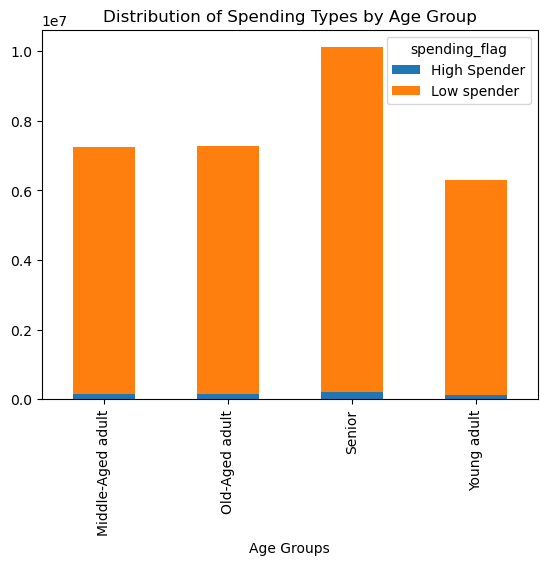 Distribution of Spending Types by Age Group
1e7
spending_flag
High Spender
Low spender
1.0
0.8
0.6
0.4
0.2
0.0
Middle-Aged adult
Old-Aged adult
Senior
Young adult
Age Groups